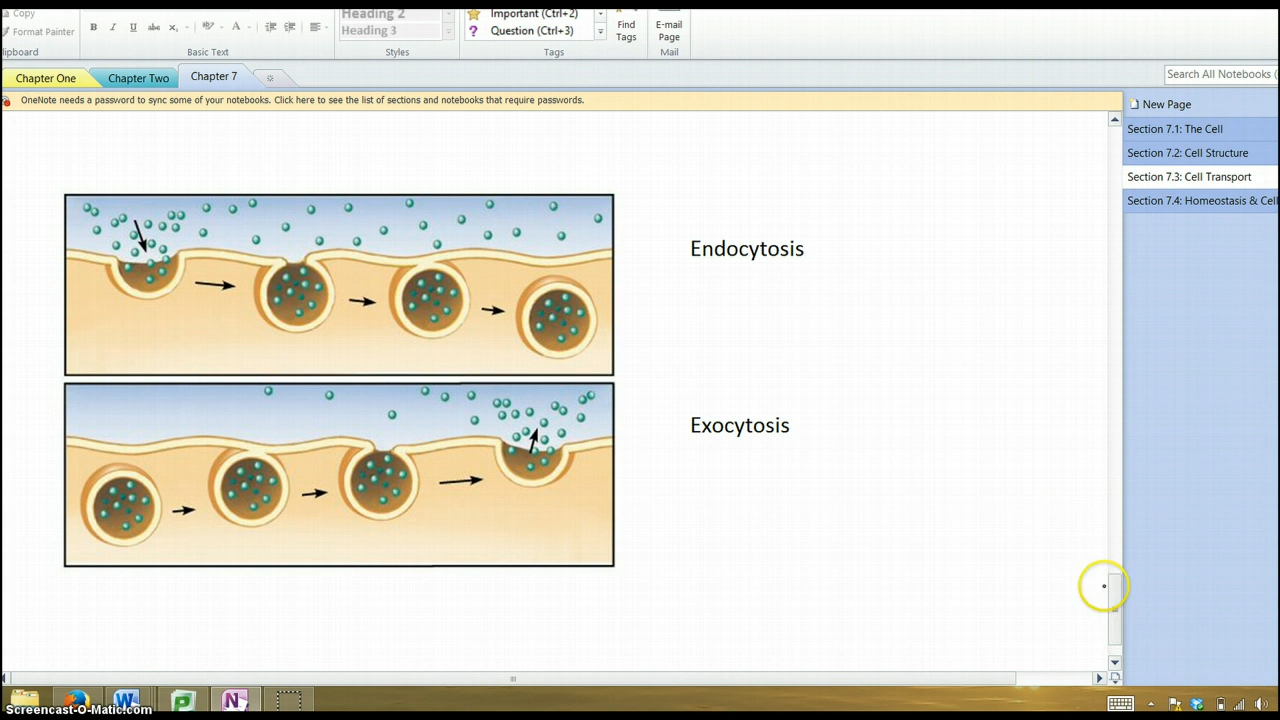 Copy
Heading 2
Important (Ctrl+2)
Format Painter
B I U abc x₂ A
Heading 3
? Question (Ctrl+3)
Find
Tags
E-mail
Page
lipboard
Basic Text
Styles
Tags
Mail
Chapter One
Chapter Two
Chapter 7
Search All Notebooks (
OneNote needs a password to sync some of your notebooks. Click here to see the list of sections and notebooks that require passwords.
New Page
Section 7.1: The Cell
Section 7.2: Cell Structure
Section 7.3: Cell Transport
Section 7.4: Homeostasis & Cell
Endocytosis
Exocytosis
W P N
Screencast-O-Matic.com